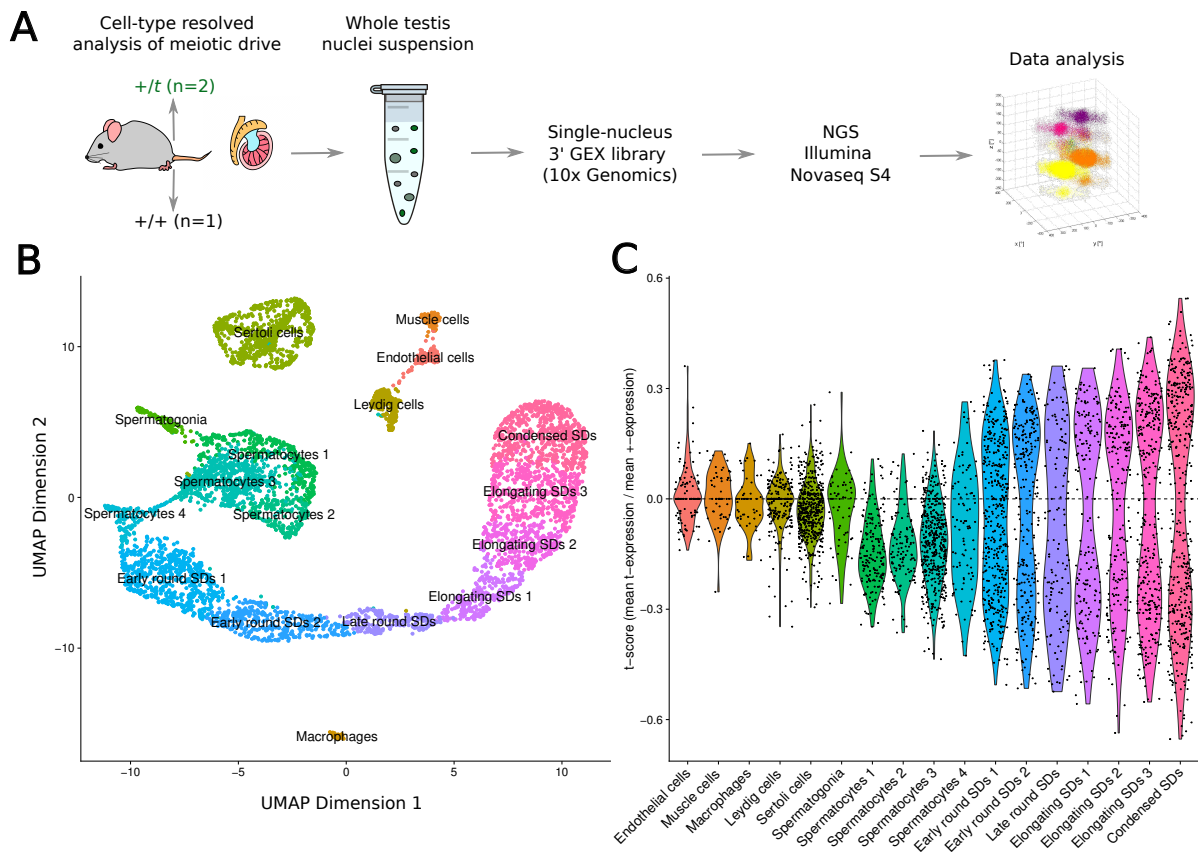 A
Cell-type resolved
analysis of meiotic drive
+/t (n=2)
+/+ (n=1)
Whole testis
nuclei suspension
Single-nucleus
3' GEX library
(10x Genomics)
NGS
Illumina
Novaseq S4
Data analysis
x [°]
y [°]
z [°]
B
UMAP Dimension 2
10
0
−10
Sertoli cells
Muscle cells
Endothelial cells
Leydig cells
Spermatogonia
Spermatocytes 1
Spermatocytes 3
Spermatocytes 4
Spermatocytes 2
Condensed SDs
Elongating SDs 3
Elongating SDs 2
Elongating SDs 1
Early round SDs 1
Early round SDs 2
Late round SDs
Macrophages
−10
−5
0
5
10
UMAP Dimension 1
C
t−score (mean t−expression / mean +−expression)
0.6
0.3
0.0
−0.3
−0.6
Endothelial cells
Muscle cells
Macrophages
Leydig cells
Sertoli cells
Spermatogonia
Spermatocytes 1
Spermatocytes 2
Spermatocytes 3
Spermatocytes 4
Early round SDs 1
Early round SDs 2
Late round SDs
Elongating SDs 1
Elongating SDs 2
Elongating SDs 3
Condensed SDs